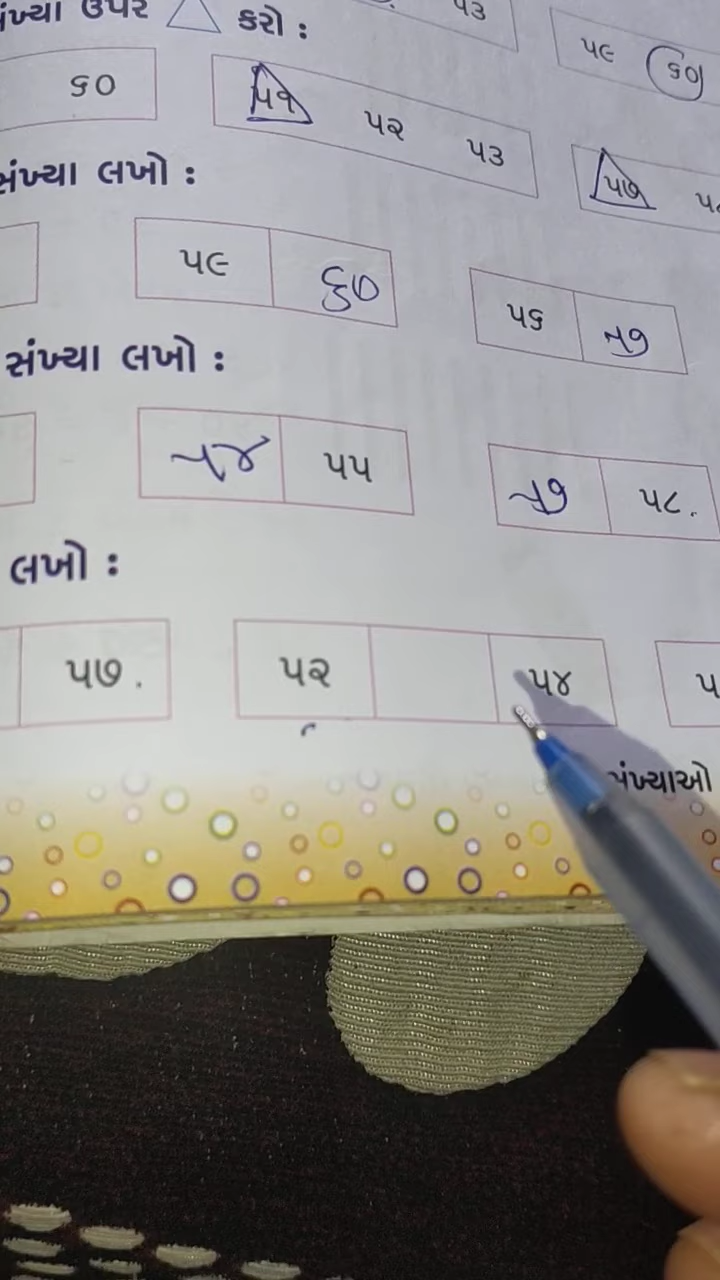 સંખ્યા ઉપર કરો :
૫૩
૫૯ ૬૦
૬૦
૫૧ ૫૨ ૫૩
૫૭
સંખ્યા લખો :
૫૯ ૬૦
૫૬ ૫૭
સંખ્યા લખો :
૫૪ ૫૫
૫૭ ૫૮.
લખો :
૫૭.
૫૨ ૫૪
સંખ્યાઓ